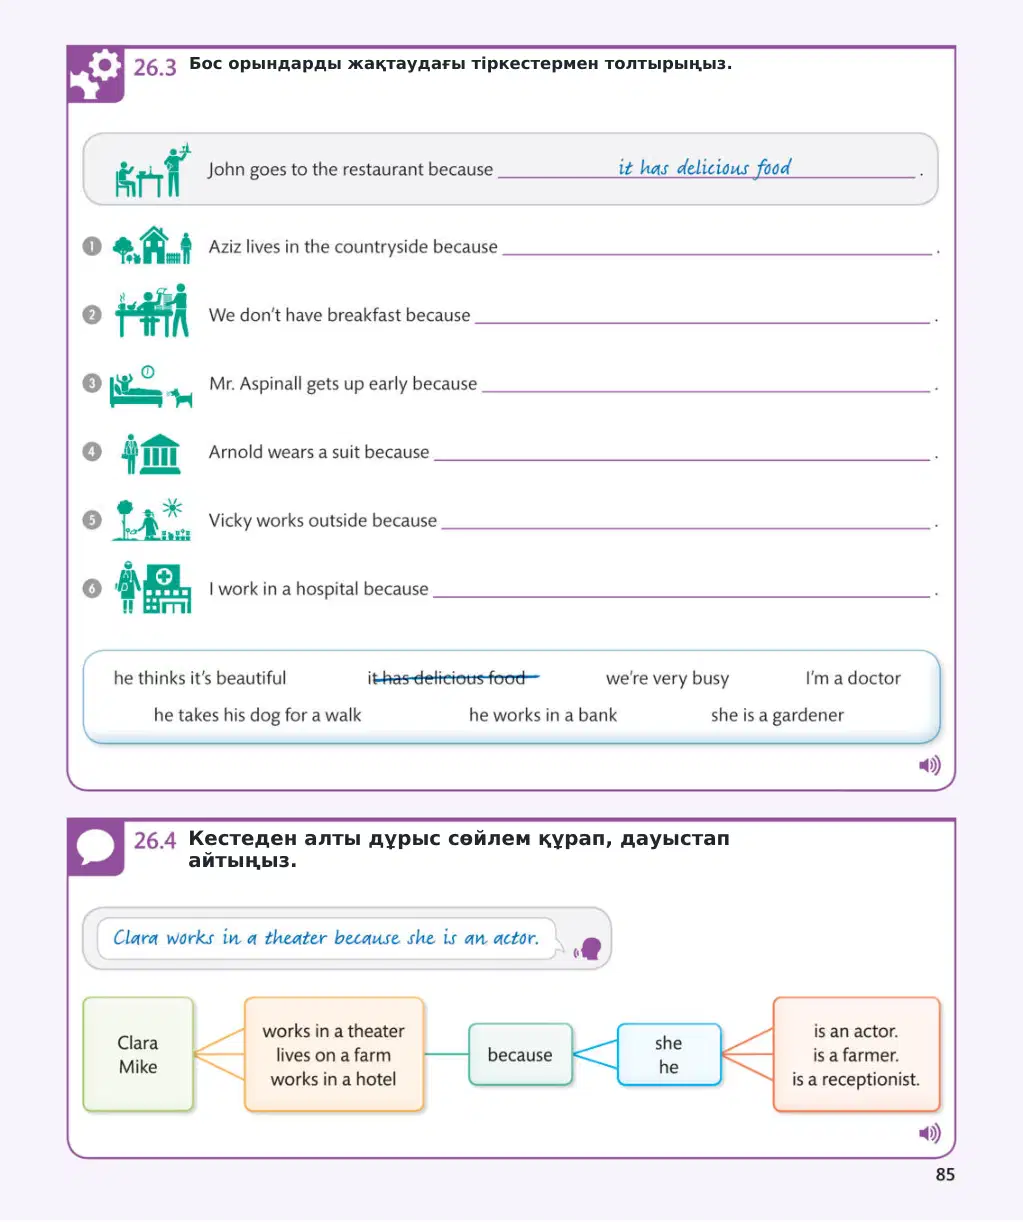 26.3 Бос орындарды жақтаудағы тіркестермен толтырыңыз.
John goes to the restaurant because it has delicious food.
1 Aziz lives in the countryside because .
2 We don't have breakfast because .
3 Mr. Aspinall gets up early because .
4 Arnold wears a suit because .
5 Vicky works outside because .
6 I work in a hospital because .
he thinks it's beautiful it has delicious food we're very busy I'm a doctor
he takes his dog for a walk he works in a bank she is a gardener
26.4 Кестеден алты дұрыс сөйлем құрап, дауыстап
айтыңыз.
Clara works in a theater because she is an actor.
Clara
Mike
works in a theater
lives on a farm
works in a hotel
because
she
he
is an actor.
is a farmer.
is a receptionist.
85